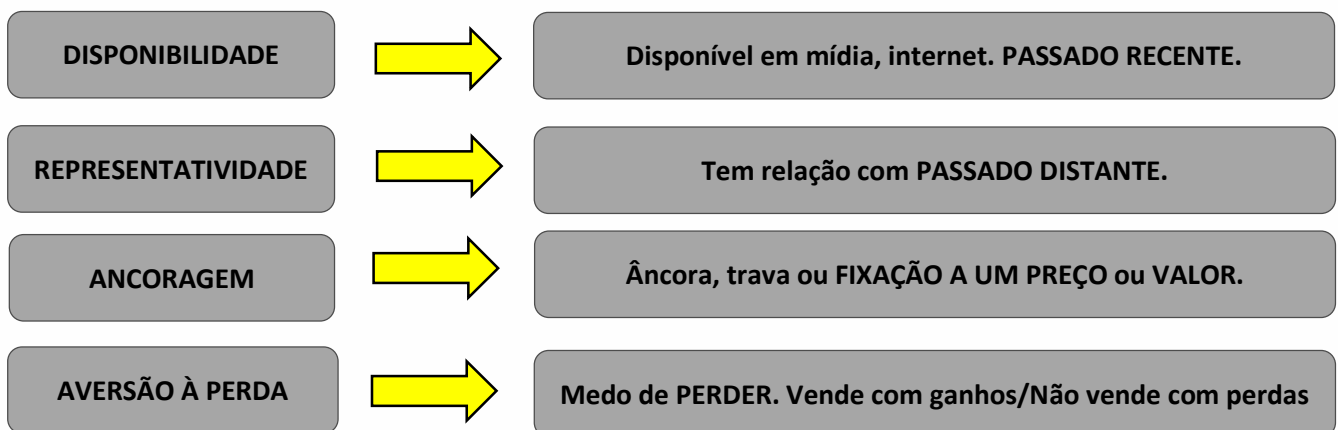 DISPONIBILIDADE
Disponível em mídia, internet. PASSADO RECENTE.
REPRESENTATIVIDADE
Tem relação com PASSADO DISTANTE.
ANCORAGEM
Âncora, trava ou FIXAÇÃO A UM PREÇO ou VALOR.
AVERSÃO À PERDA
Medo de PERDER. Vende com ganhos/Não vende com perdas